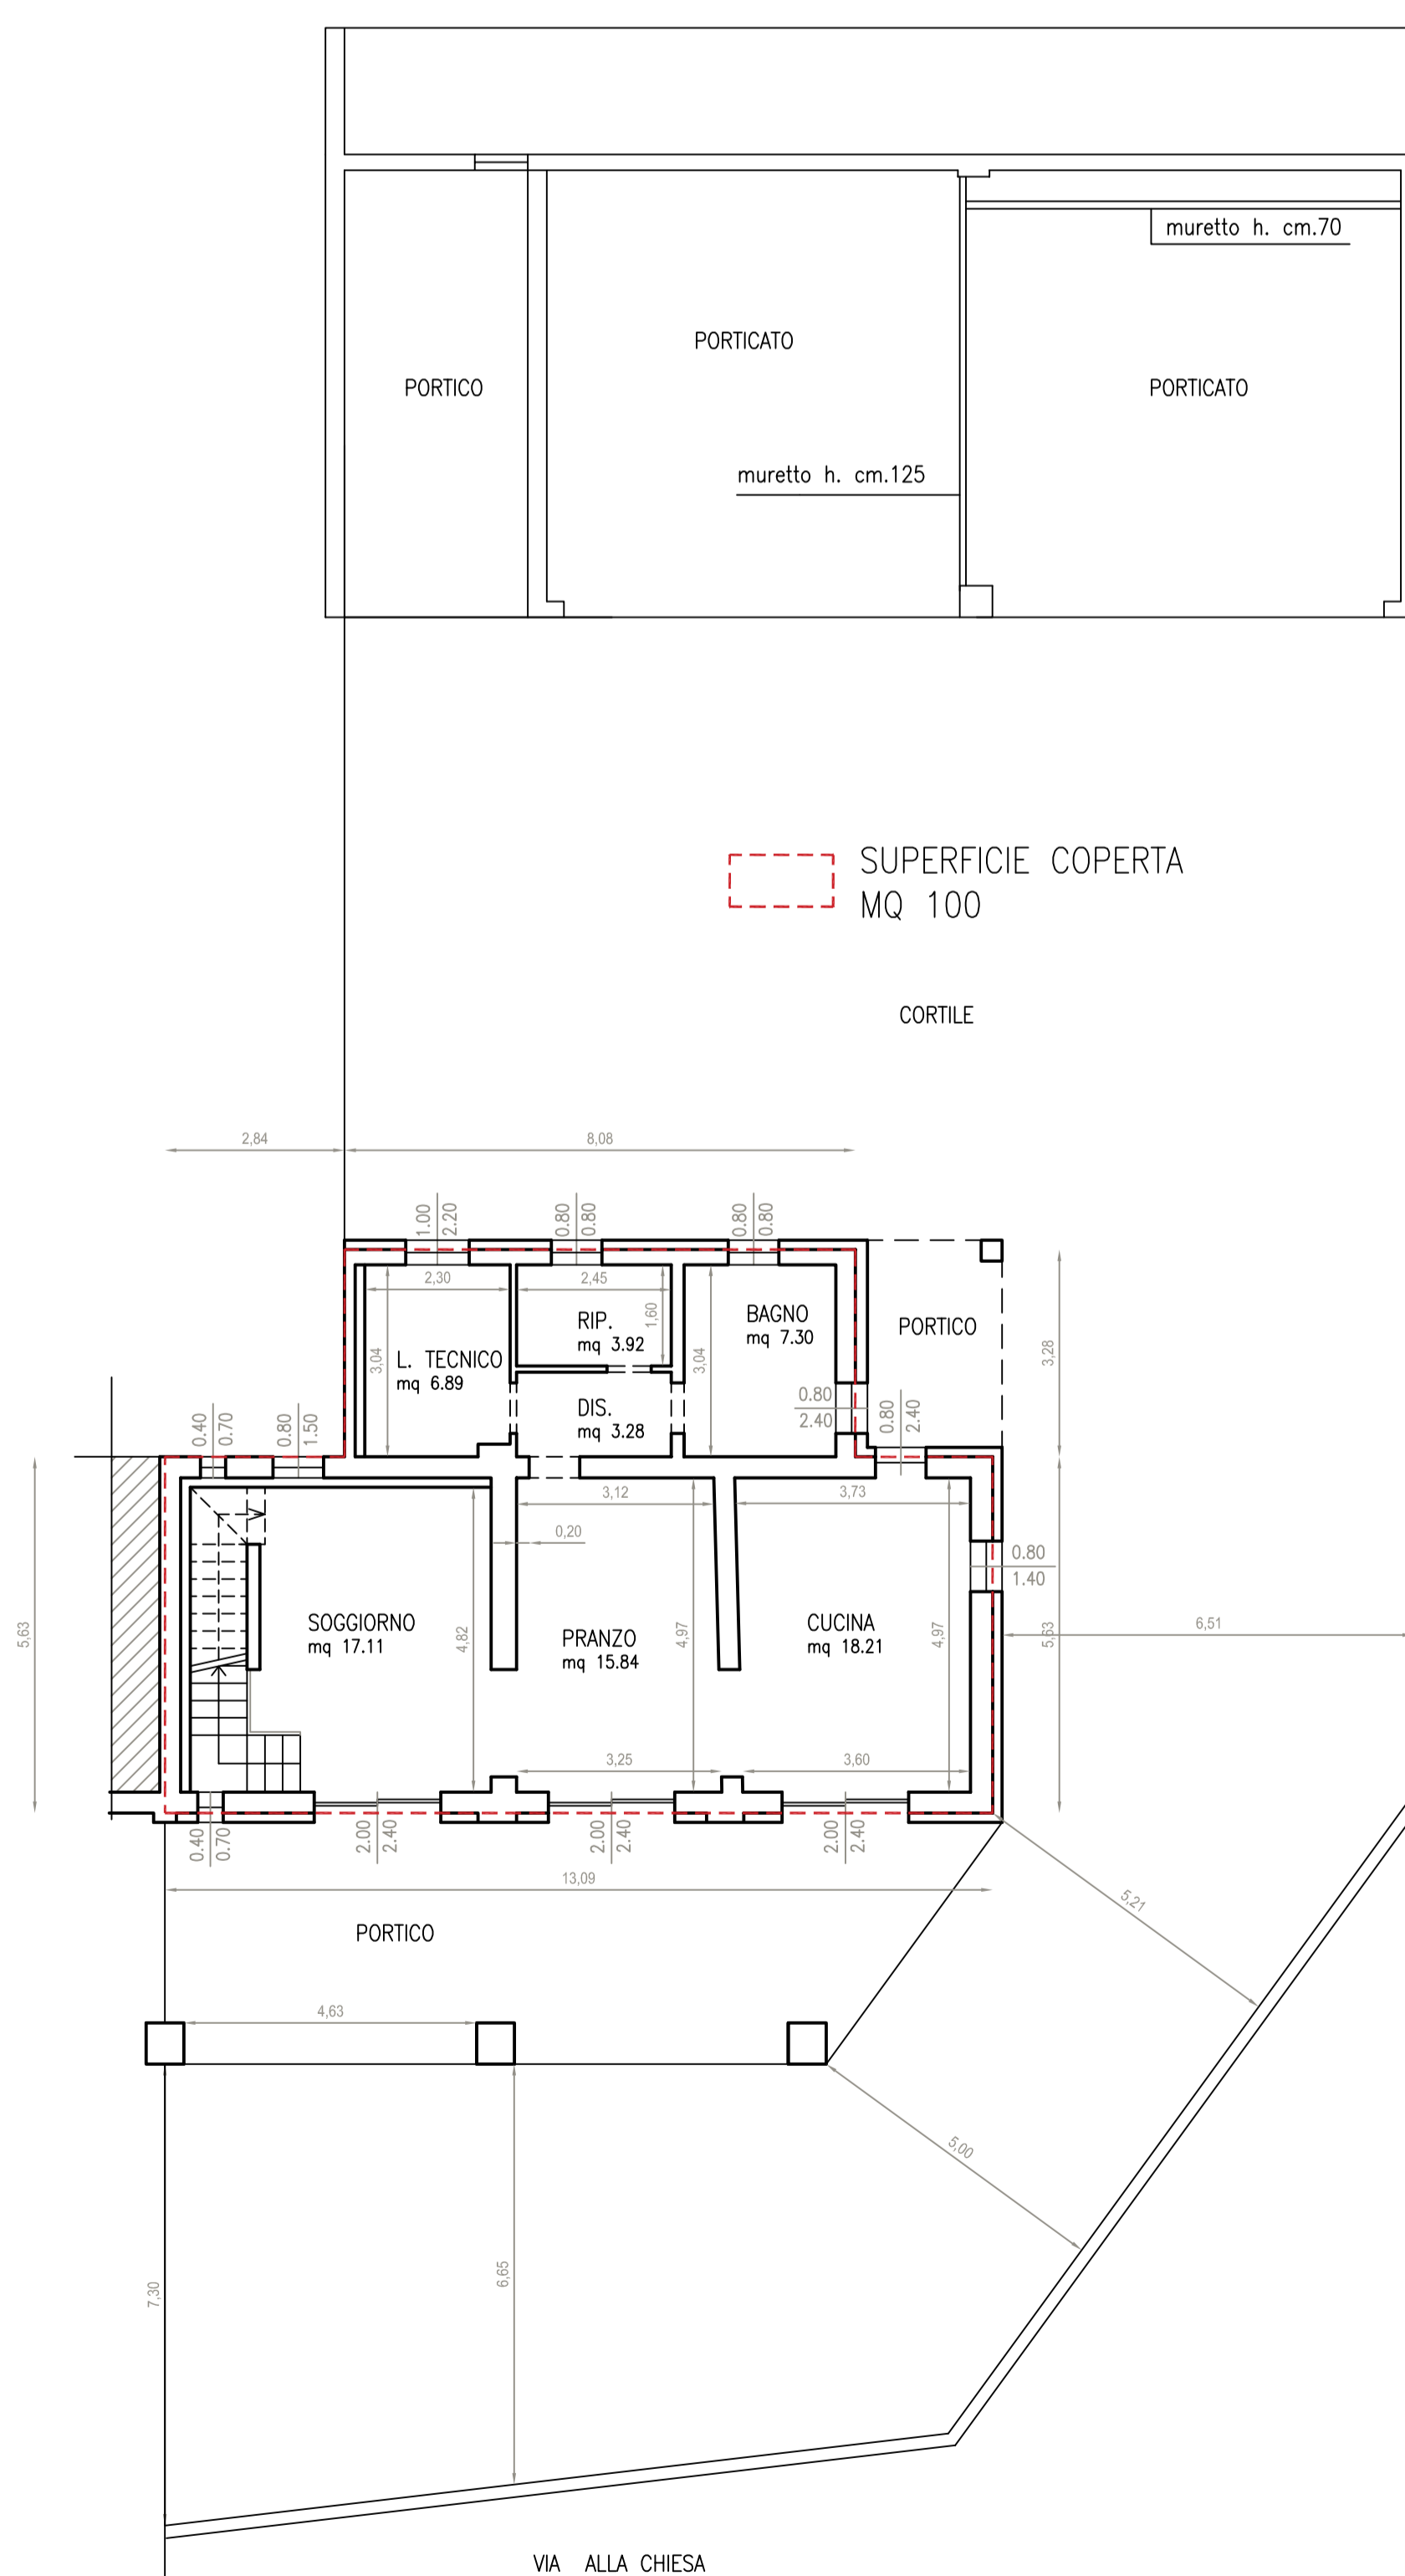 muretto h. cm.70
PORTICATO
PORTICO
PORTICATO
muretto h. cm.125
SUPERFICIE COPERTA
MQ 100
CORTILE
2,84
8,08
1.00
2.20
0.80
0.80
0.80
0.80
2,30
2,45
1,60
3,04
3,04
RIP.
mq 3.92
BAGNO
mq 7.30
PORTICO
3,28
L. TECNICO
mq 6.89
DIS.
mq 3.28
0.80
2.40
0.80
2.40
0.40
0.70
0.80
1.50
3,12
3,73
0,20
0.80
1.40
5,63
SOGGIORNO
mq 17.11
4,82
PRANZO
mq 15.84
4,97
CUCINA
mq 18.21
4,97
5,63
6,51
3,25
3,60
0.40
0.70
2.00
2.40
2.00
2.40
2.00
2.40
13,09
5,21
PORTICO
4,63
5,00
6,65
7,30
VIA ALLA CHIESA